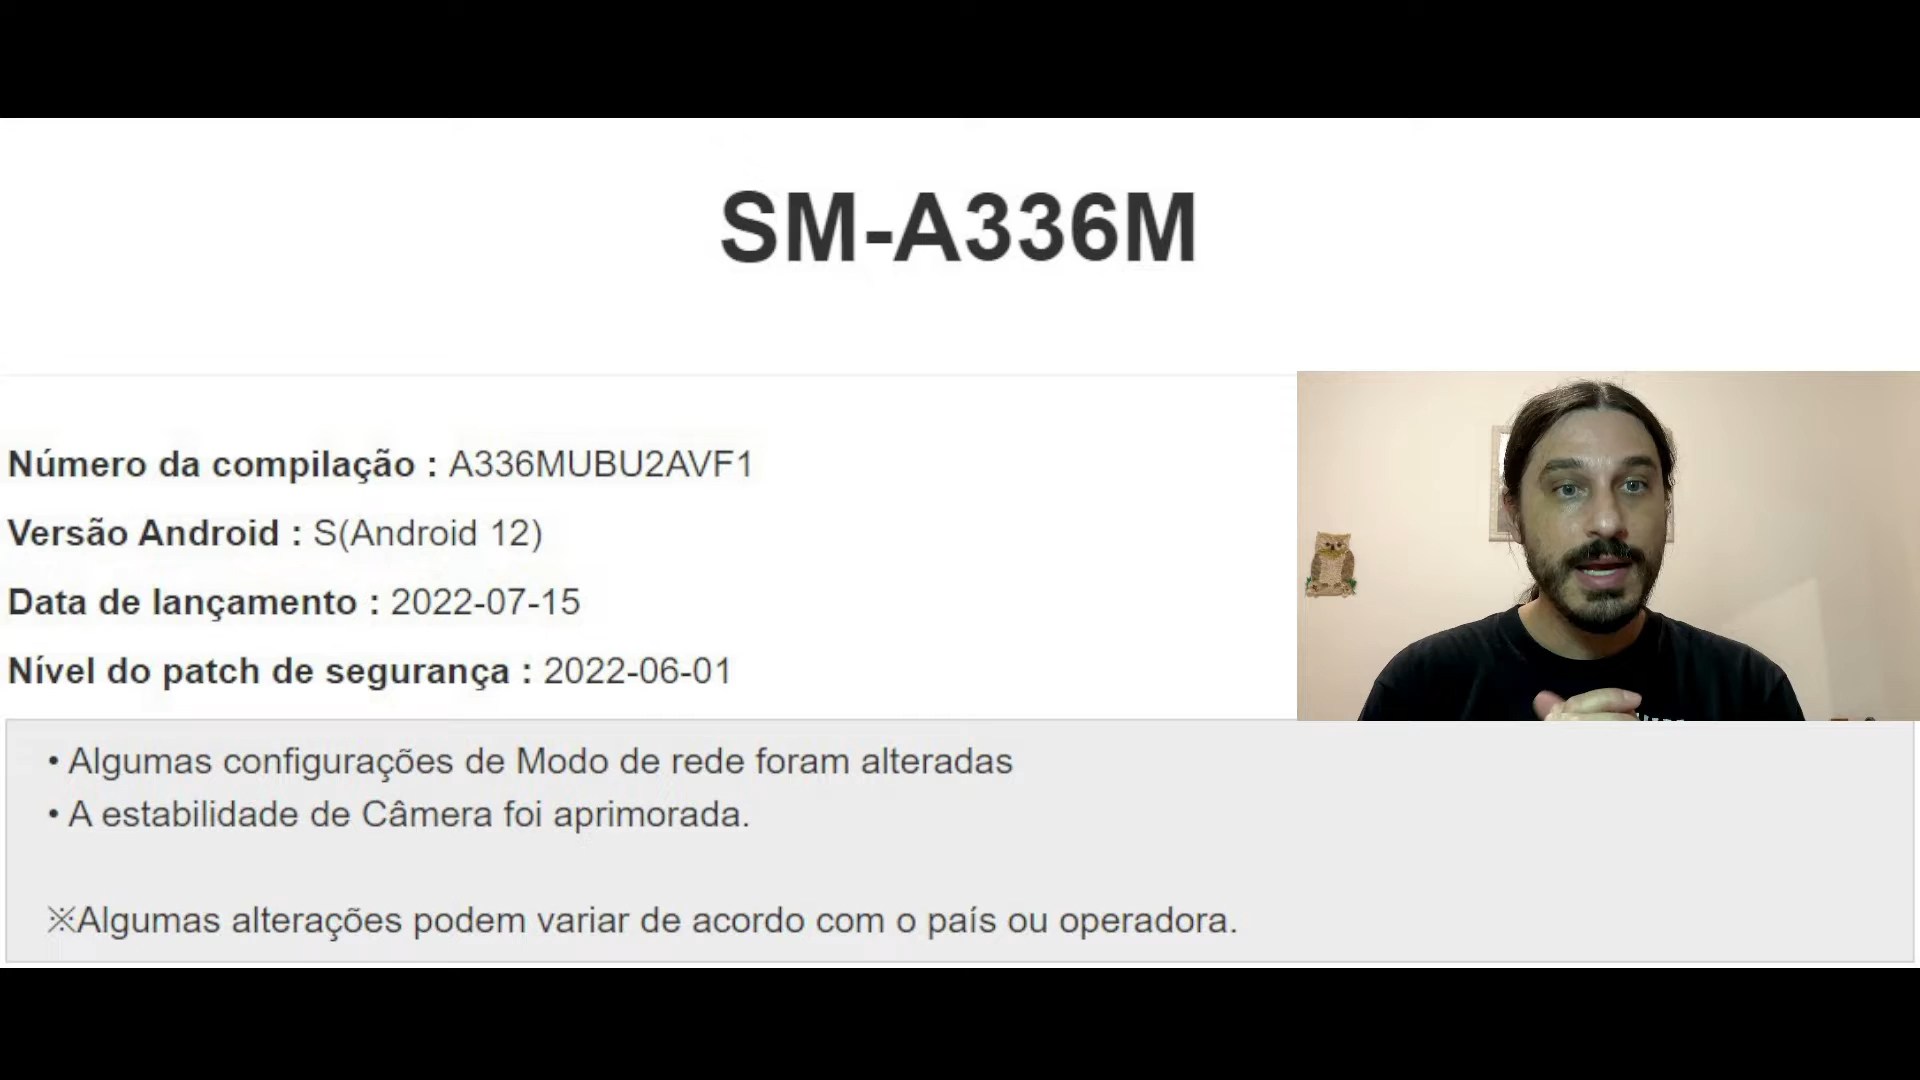 SM-A336M
Número da compilação : A336MUBU2AVF1
Versão Android : S(Android 12)
Data de lançamento : 2022-07-15
Nível do patch de segurança : 2022-06-01
• Algumas configurações de Modo de rede foram alteradas
• A estabilidade de Câmera foi aprimorada.
※Algumas alterações podem variar de acordo com o país ou operadora.